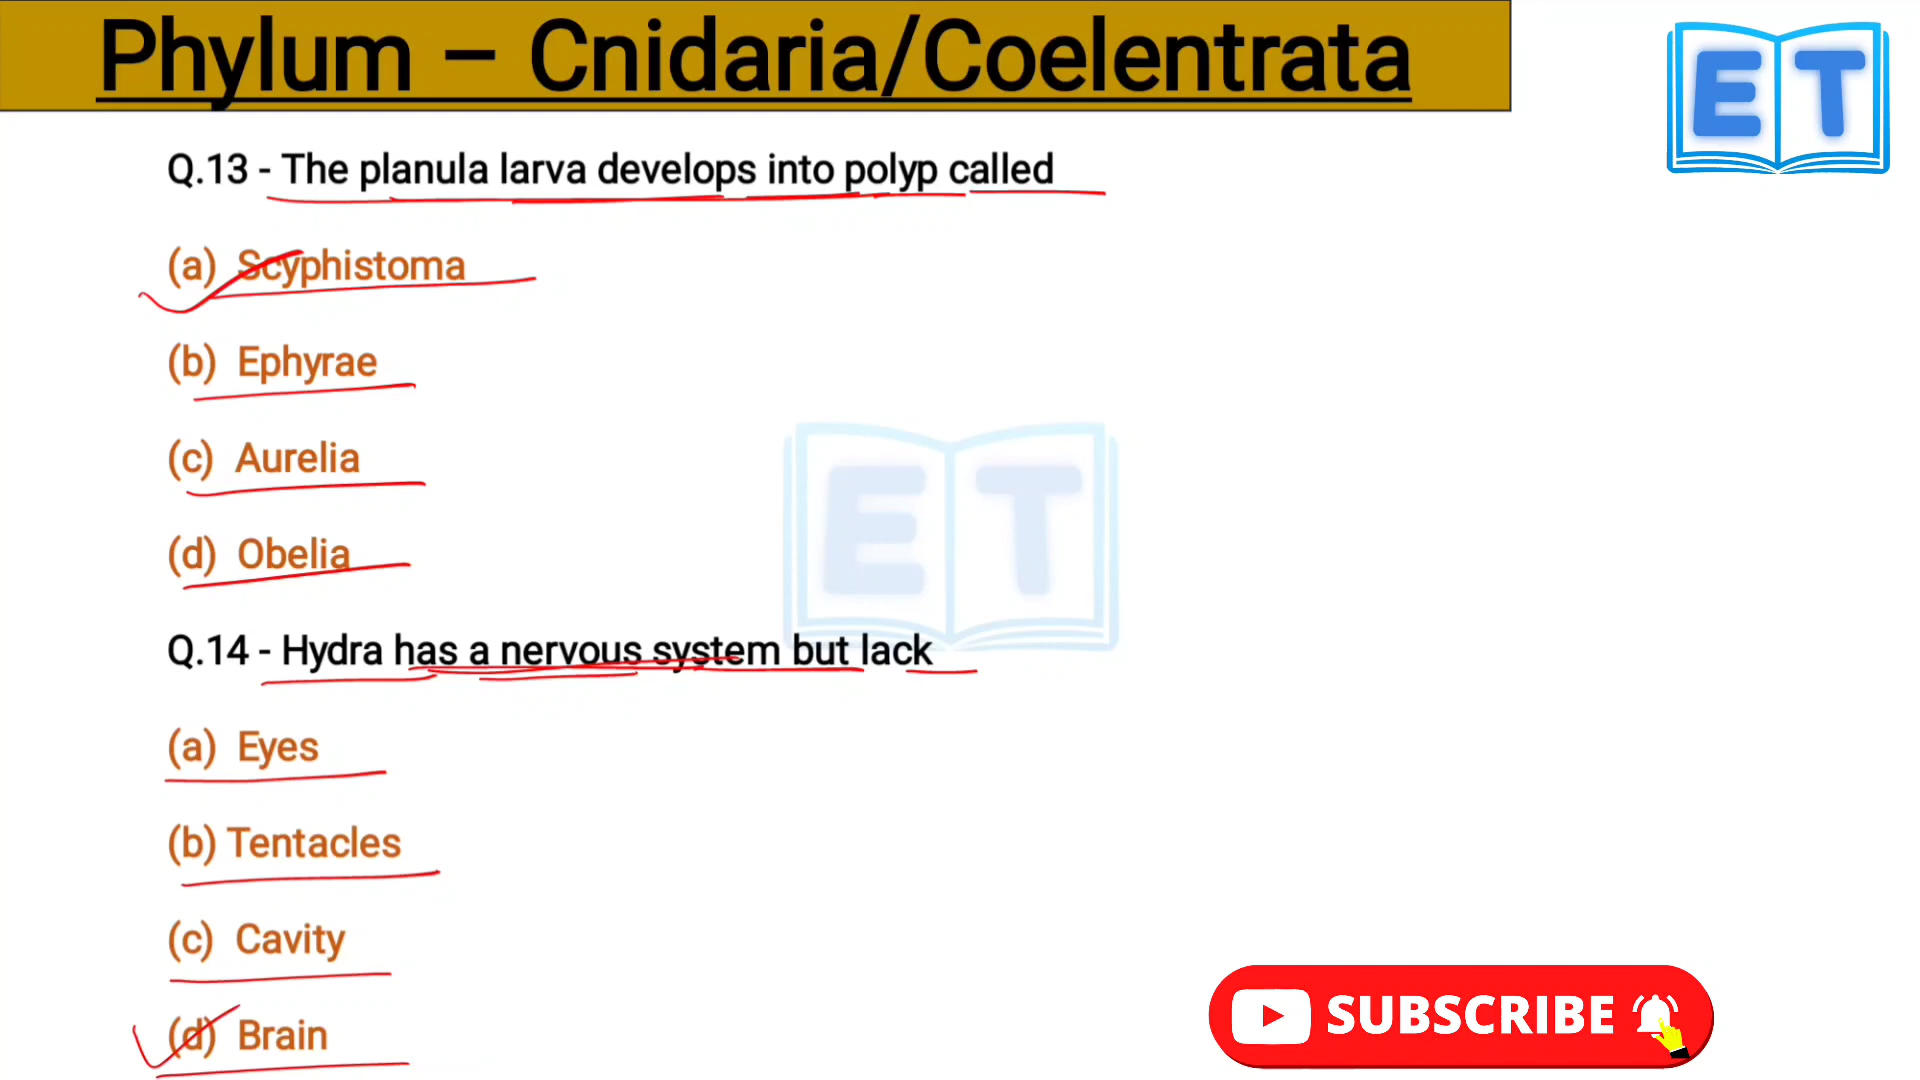 Phylum – Cnidaria/Coelentrata
ET
Q.13 - The planula larva develops into polyp called
(a) Scyphistoma
(b) Ephyrae
(c) Aurelia
(d) Obelia
ET
Q.14 - Hydra has a nervous system but lack
(a) Eyes
(b) Tentacles
(c) Cavity
(d) Brain
SUBSCRIBE